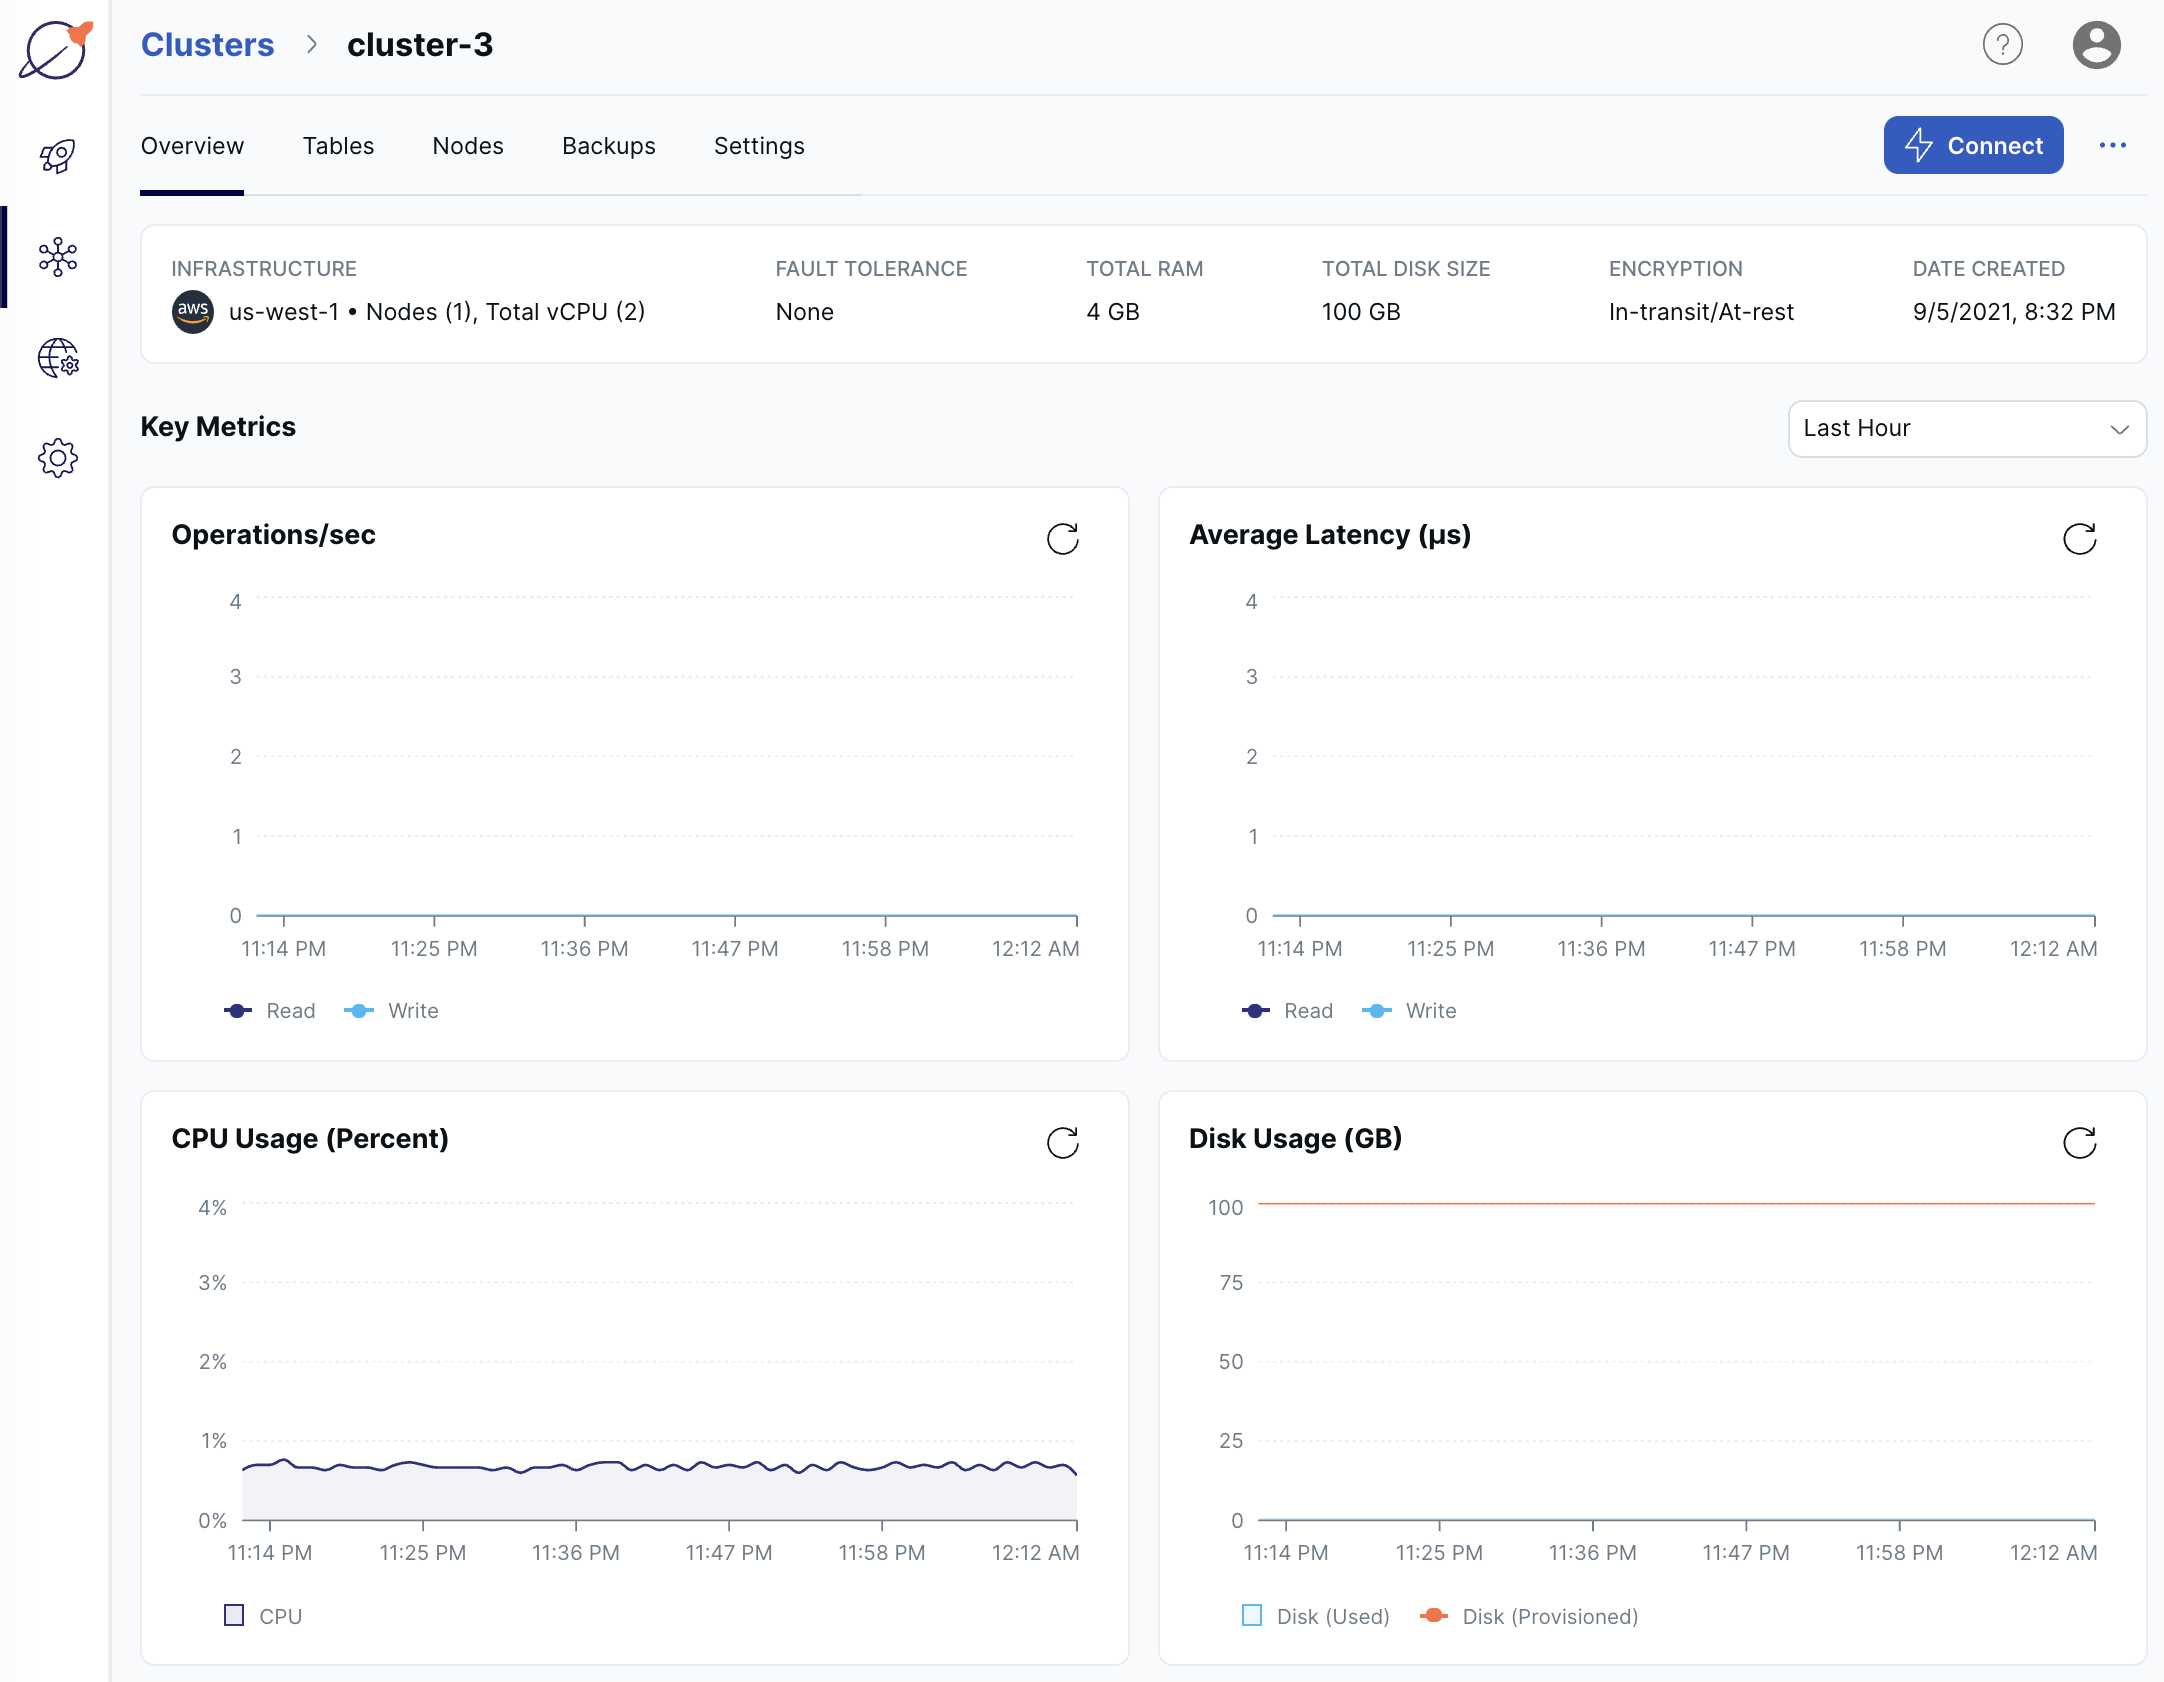 Clusters > cluster-3
?
Overview Tables Nodes Backups Settings
Connect
INFRASTRUCTURE FAULT TOLERANCE TOTAL RAM TOTAL DISK SIZE ENCRYPTION DATE CREATED
aws us-west-1 • Nodes (1), Total vCPU (2) None 4 GB 100 GB In-transit/At-rest 9/5/2021, 8:32 PM
Key Metrics
Last Hour
Operations/sec
4
3
2
1
0
11:14 PM 11:25 PM 11:36 PM 11:47 PM 11:58 PM 12:12 AM
Read Write
Average Latency (µs)
4
3
2
1
0
11:14 PM 11:25 PM 11:36 PM 11:47 PM 11:58 PM 12:12 AM
Read Write
CPU Usage (Percent)
4%
3%
2%
1%
0%
11:14 PM 11:25 PM 11:36 PM 11:47 PM 11:58 PM 12:12 AM
CPU
Disk Usage (GB)
100
75
50
25
0
11:14 PM 11:25 PM 11:36 PM 11:47 PM 11:58 PM 12:12 AM
Disk (Used) Disk (Provisioned)